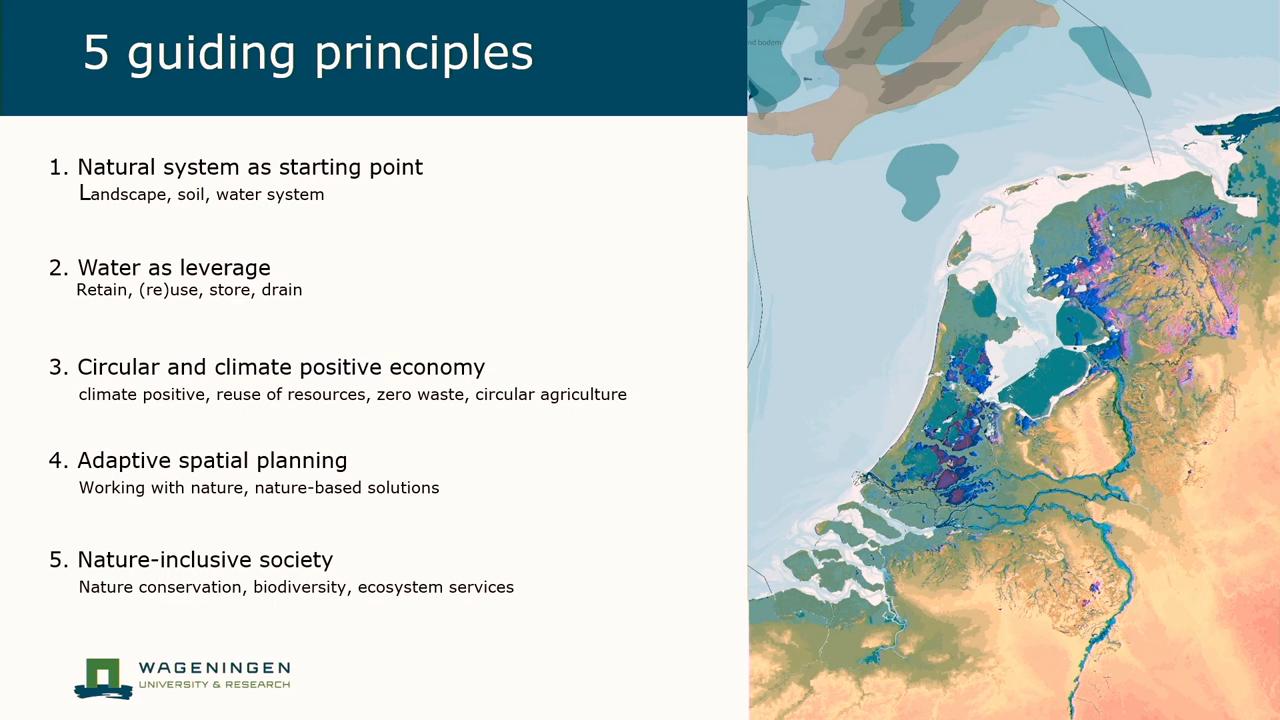 5 guiding principles
1. Natural system as starting point
Landscape, soil, water system
2. Water as leverage
Retain, (re)use, store, drain
3. Circular and climate positive economy
climate positive, reuse of resources, zero waste, circular agriculture
4. Adaptive spatial planning
Working with nature, nature-based solutions
5. Nature-inclusive society
Nature conservation, biodiversity, ecosystem services
WAGENINGEN
UNIVERSITY & RESEARCH
bodem